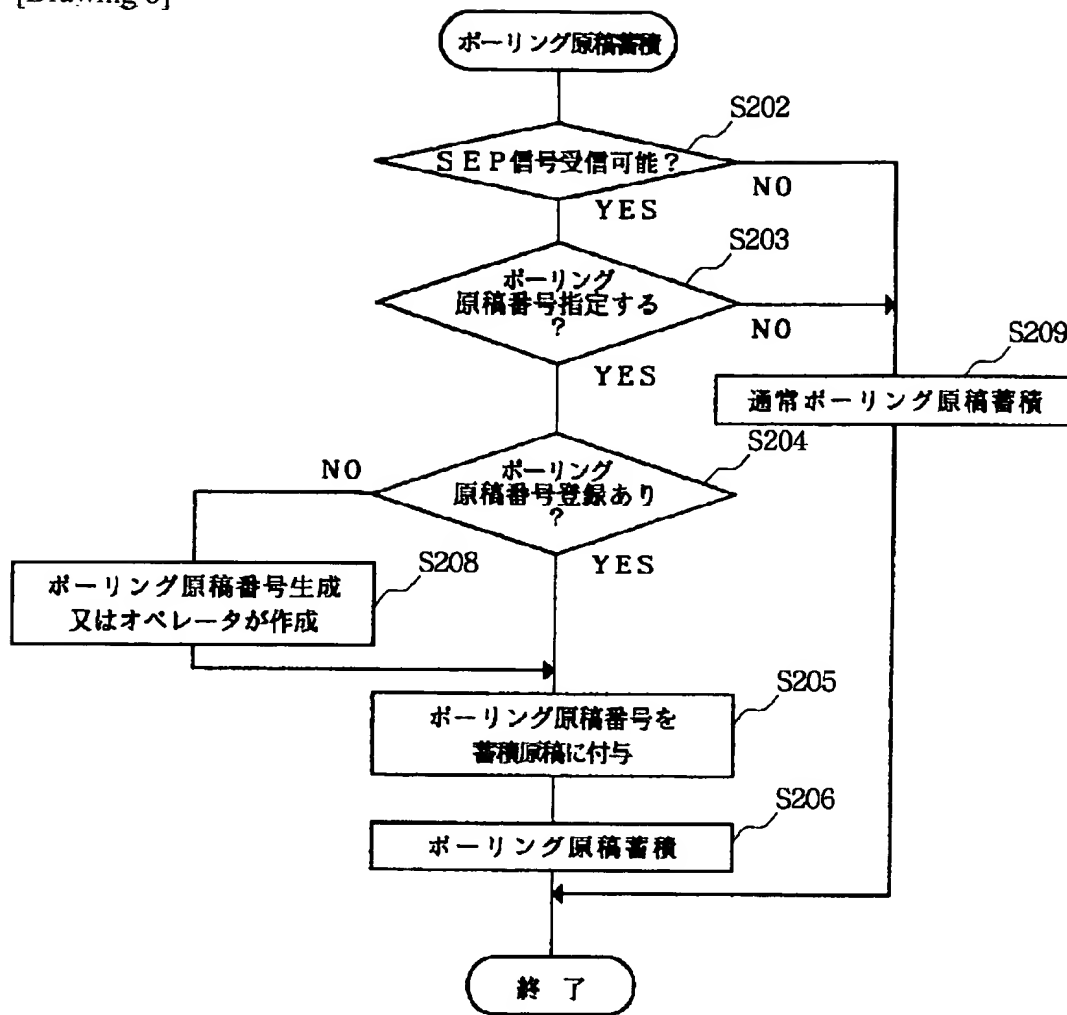 ポーリング原稿蓄積
S202
SEP信号受信可能?
NO
YES
S203
ポーリング
原稿番号指定する
?
NO
YES
S209
通常ポーリング原稿蓄積
S204
NO
ポーリング
原稿番号登録あり
?
YES
S208
ポーリング原稿番号生成
又はオペレータが作成
S205
ポーリング原稿番号を
蓄積原稿に付与
S206
ポーリング原稿蓄積
終了